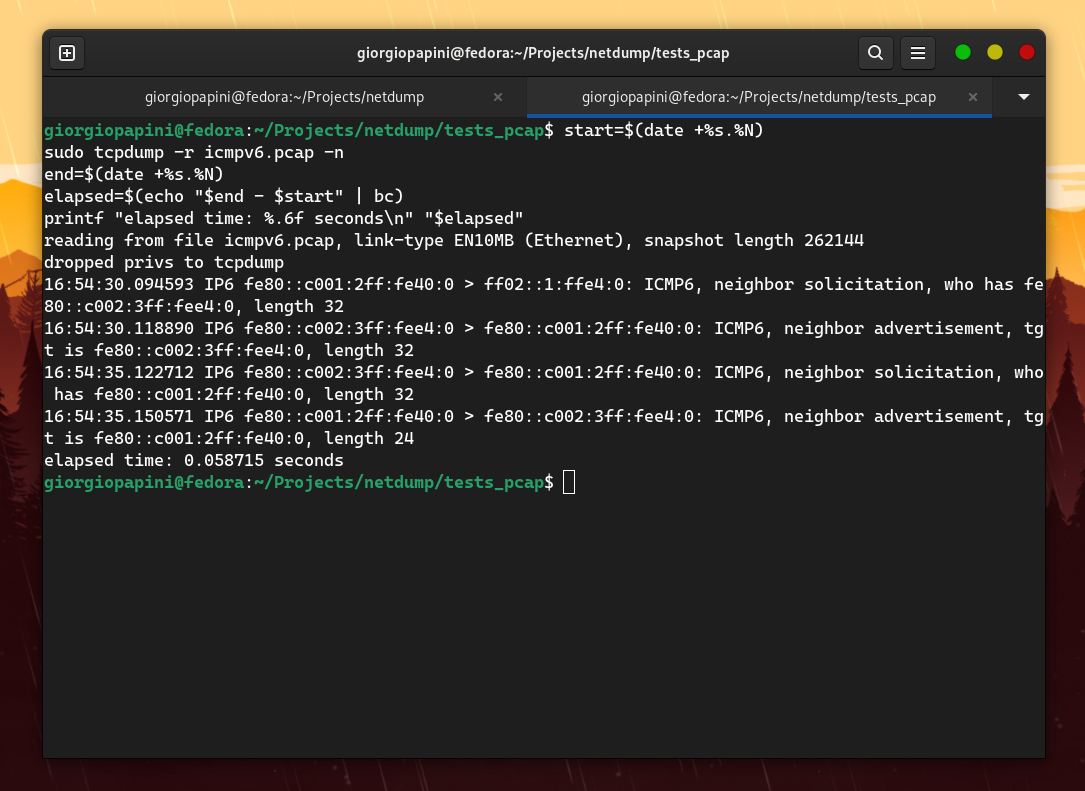 giorgiopapini@fedora:~/Projects/netdump/tests_pcap
giorgiopapini@fedora:~/Projects/netdump × giorgiopapini@fedora:~/Projects/netdump/tests_pcap ×
giorgiopapini@fedora:~/Projects/netdump/tests_pcap$ start=$(date +%s.%N)
sudo tcpdump -r icmpv6.pcap -n
end=$(date +%s.%N)
elapsed=$(echo "$end - $start" | bc)
printf "elapsed time: %.6f seconds\n" "$elapsed"
reading from file icmpv6.pcap, link-type EN10MB (Ethernet), snapshot length 262144
dropped privs to tcpdump
16:54:30.094593 IP6 fe80::c001:2ff:fe40:0 > ff02::1:ffe4:0: ICMP6, neighbor solicitation, who has fe
80::c002:3ff:fee4:0, length 32
16:54:30.118890 IP6 fe80::c002:3ff:fee4:0 > fe80::c001:2ff:fe40:0: ICMP6, neighbor advertisement, tg
t is fe80::c002:3ff:fee4:0, length 32
16:54:35.122712 IP6 fe80::c002:3ff:fee4:0 > fe80::c001:2ff:fe40:0: ICMP6, neighbor solicitation, who
 has fe80::c001:2ff:fe40:0, length 32
16:54:35.150571 IP6 fe80::c001:2ff:fe40:0 > fe80::c002:3ff:fee4:0: ICMP6, neighbor advertisement, tg
t is fe80::c001:2ff:fe40:0, length 24
elapsed time: 0.058715 seconds
giorgiopapini@fedora:~/Projects/netdump/tests_pcap$